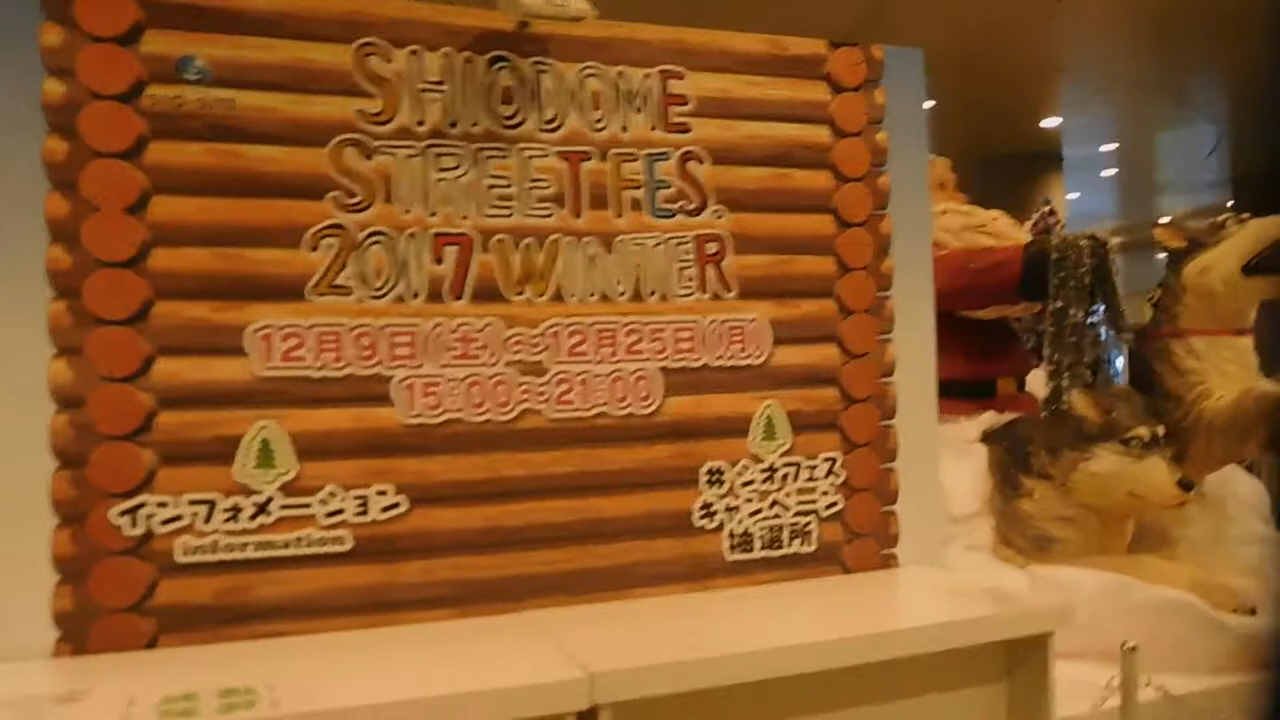 SHIODOME
STREET FES.
2017 WINTER
12月9日(土)~12月25日(月)
15:00~21:00
インフォメーション
information
#シオフェス
キャンペーン
抽選所